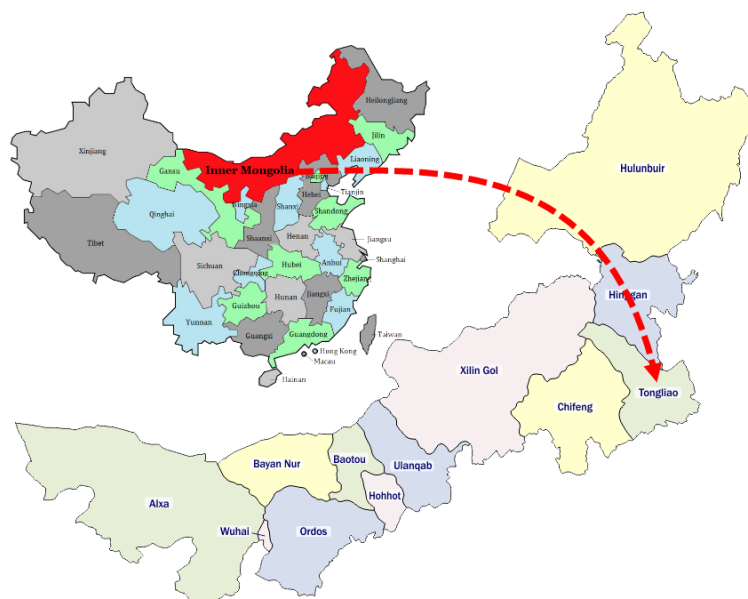 Heilongjiang
Jilin
Xinjiang
Liaoning
Gansu
Inner Mongolia
Beijing
Tianjin
Hebei
Ningxia
Shanxi
Qinghai
Shandong
Tibet
Shaanxi
Henan
Jiangsu
Shanghai
Sichuan
Anhui
Hubei
Chongqing
Zhejiang
Hunan
Jiangxi
Guizhou
Fujian
Yunnan
Guangxi
Guangdong
Taiwan
Hong Kong
Macau
Hainan
Hulunbuir
Hinggan
Xilin Gol
Tongliao
Chifeng
Bayan Nur
Baotou
Ulanqab
Hohhot
Alxa
Wuhai
Ordos